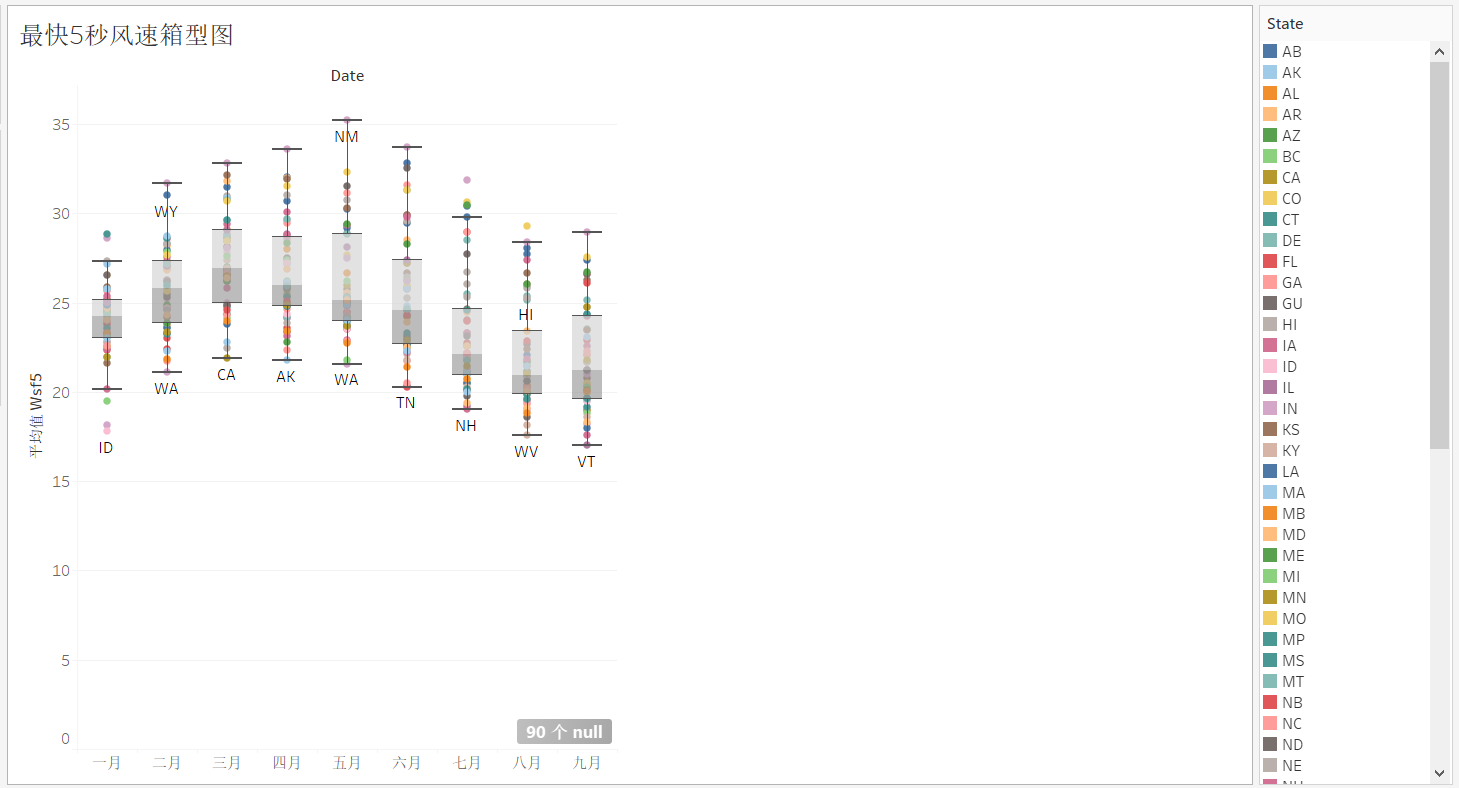 最快5秒风速箱型图
Date
平均值 Wsf5
35
30
25
20
15
10
5
0
ID
WY
WA
CA
AK
NM
WA
TN
NH
HI
WV
VT
90 个 null
一月 二月 三月 四月 五月 六月 七月 八月 九月
State
AB
AK
AL
AR
AZ
BC
CA
CO
CT
DE
FL
GA
GU
HI
IA
ID
IL
IN
KS
KY
LA
MA
MB
MD
ME
MI
MN
MO
MP
MS
MT
NB
NC
ND
NE